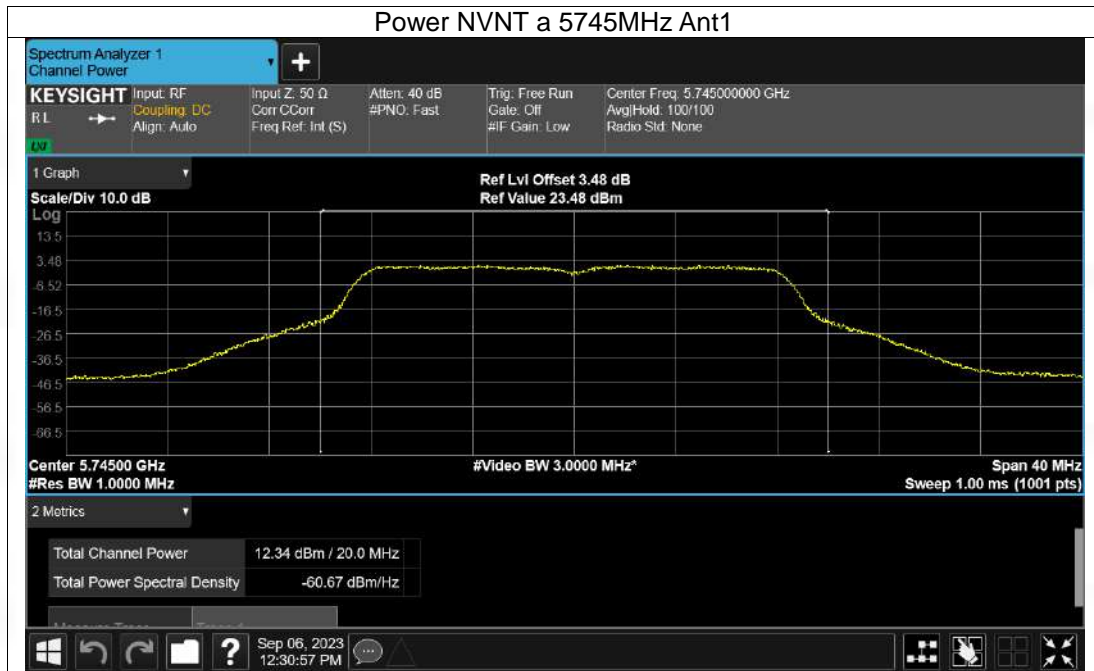 Power NVNT a 5745MHz Ant1
Spectrum Analyzer 1
Channel Power
+
KEYSIGHT Input: RF Input Z: 50 Ω Atten: 40 dB Trig: Free Run Center Freq: 5.745000000 GHz
R L Coupling: DC Corr CCorr #PNO: Fast Gate: Off Avg|Hold: 100/100
Align: Auto Freq Ref: Int (S) #IF Gain: Low Radio Std: None
LXI
1 Graph
Ref Lvl Offset 3.48 dB
Scale/Div 10.0 dB Ref Value 23.48 dBm
Log
13.5
3.48
-6.52
-16.5
-26.5
-36.5
-46.5
-56.5
-66.5
Center 5.74500 GHz #Video BW 3.0000 MHz* Span 40 MHz
#Res BW 1.0000 MHz Sweep 1.00 ms (1001 pts)
2 Metrics
Total Channel Power 12.34 dBm / 20.0 MHz
Total Power Spectral Density -60.67 dBm/Hz
? Sep 06, 2023
12:30:57 PM